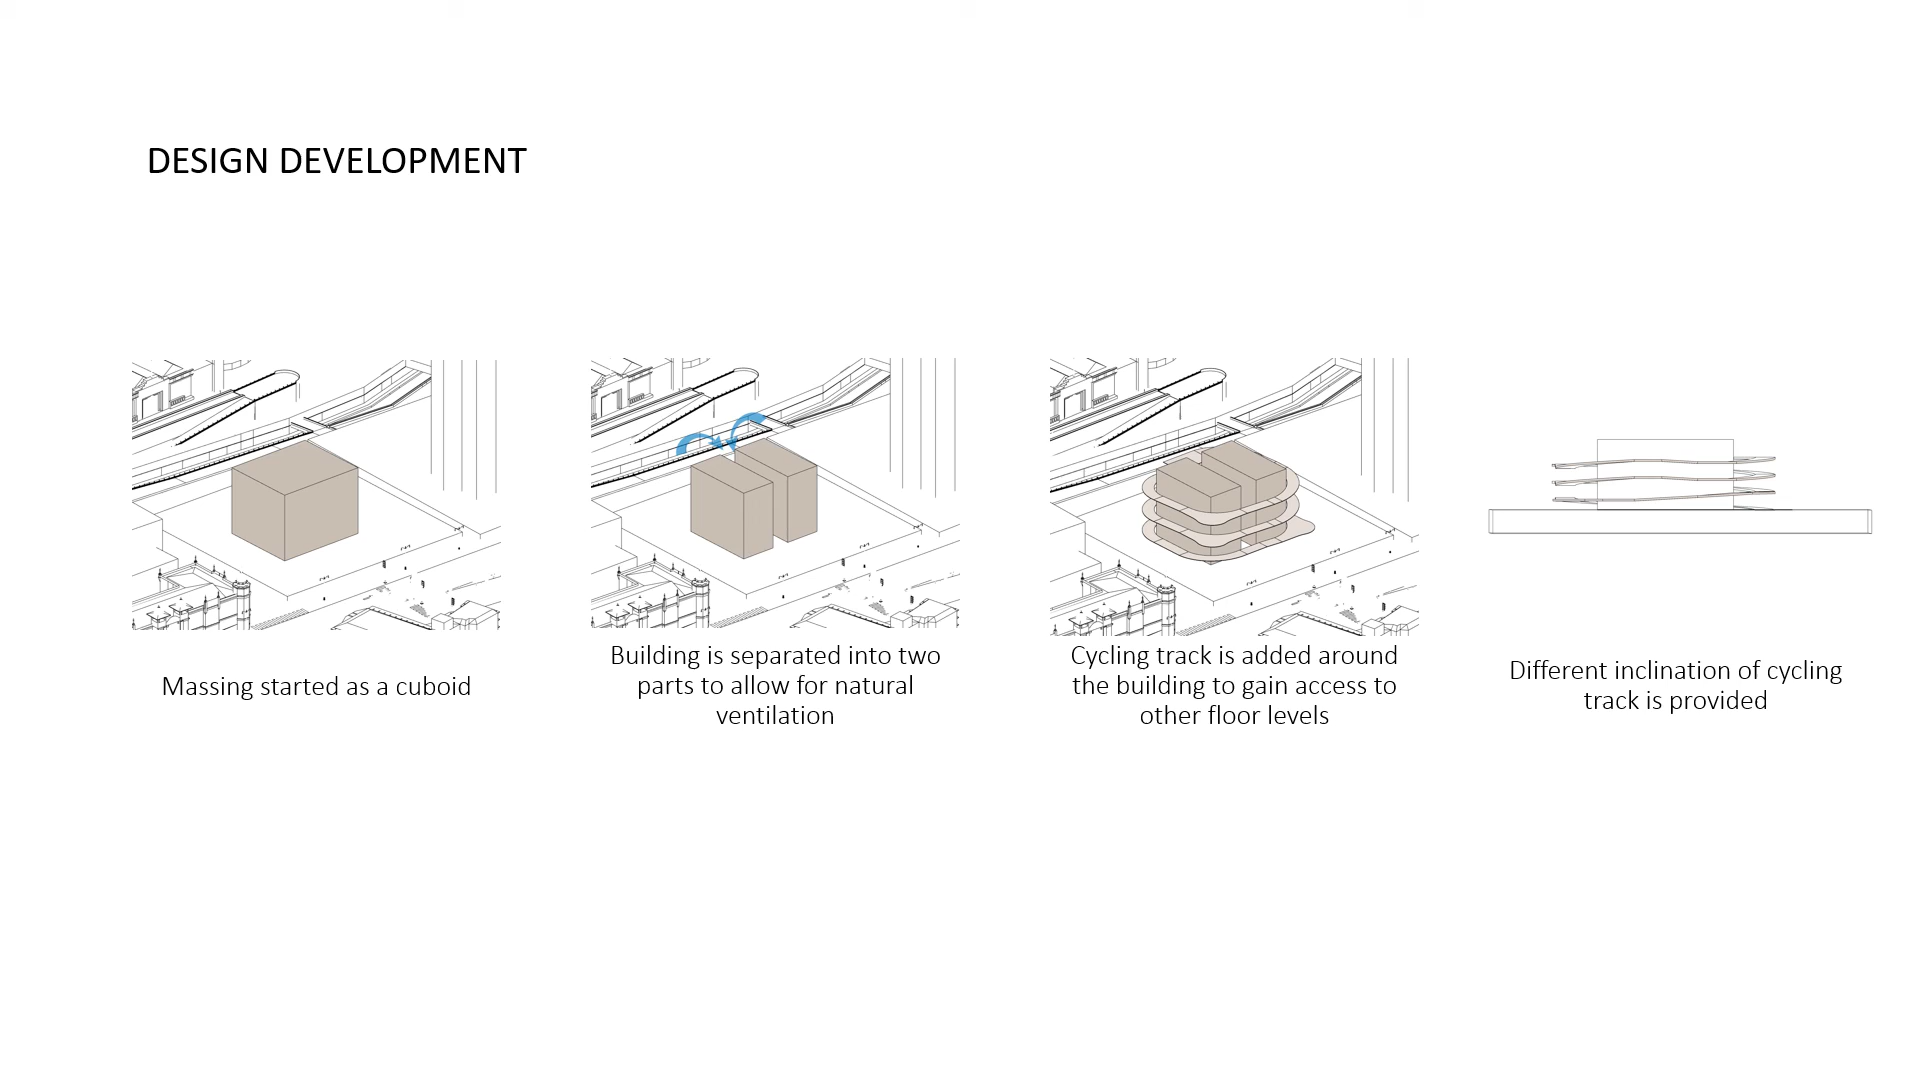 DESIGN DEVELOPMENT
Massing started as a cuboid
Building is separated into two
parts to allow for natural
ventilation
Cycling track is added around
the building to gain access to
other floor levels
Different inclination of cycling
track is provided